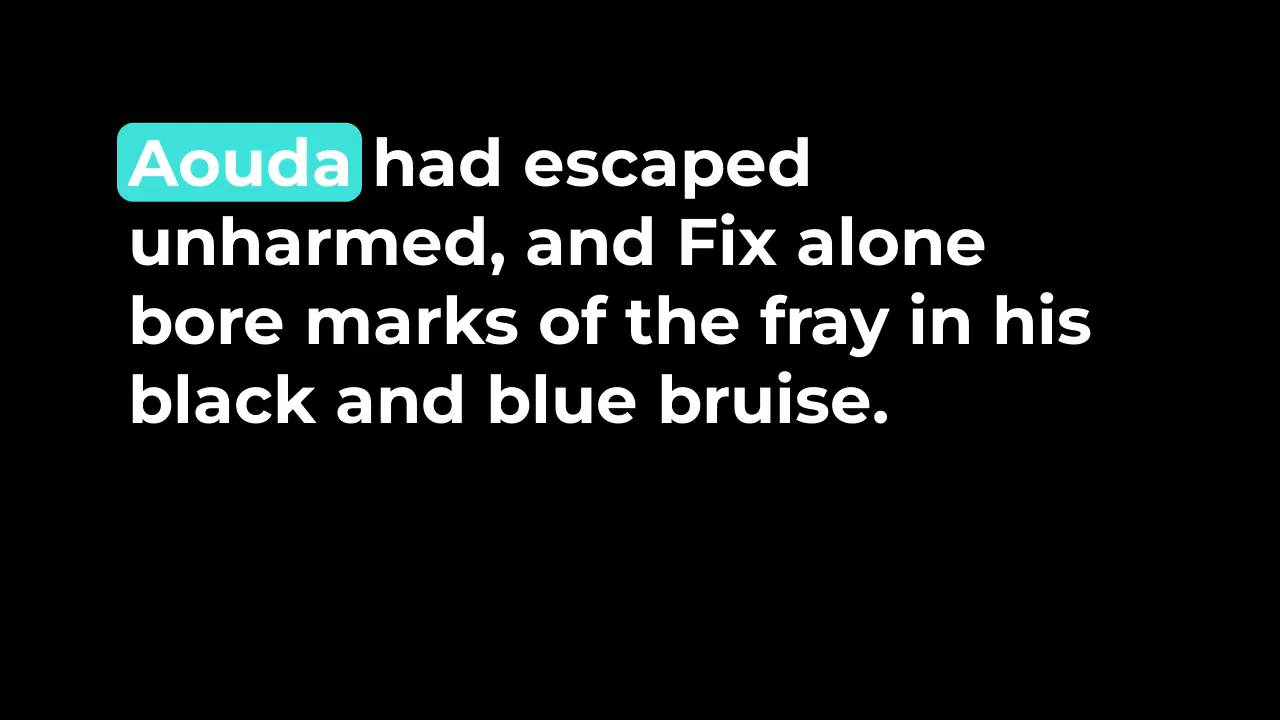 Aouda had escaped
unharmed, and Fix alone
bore marks of the fray in his
black and blue bruise.